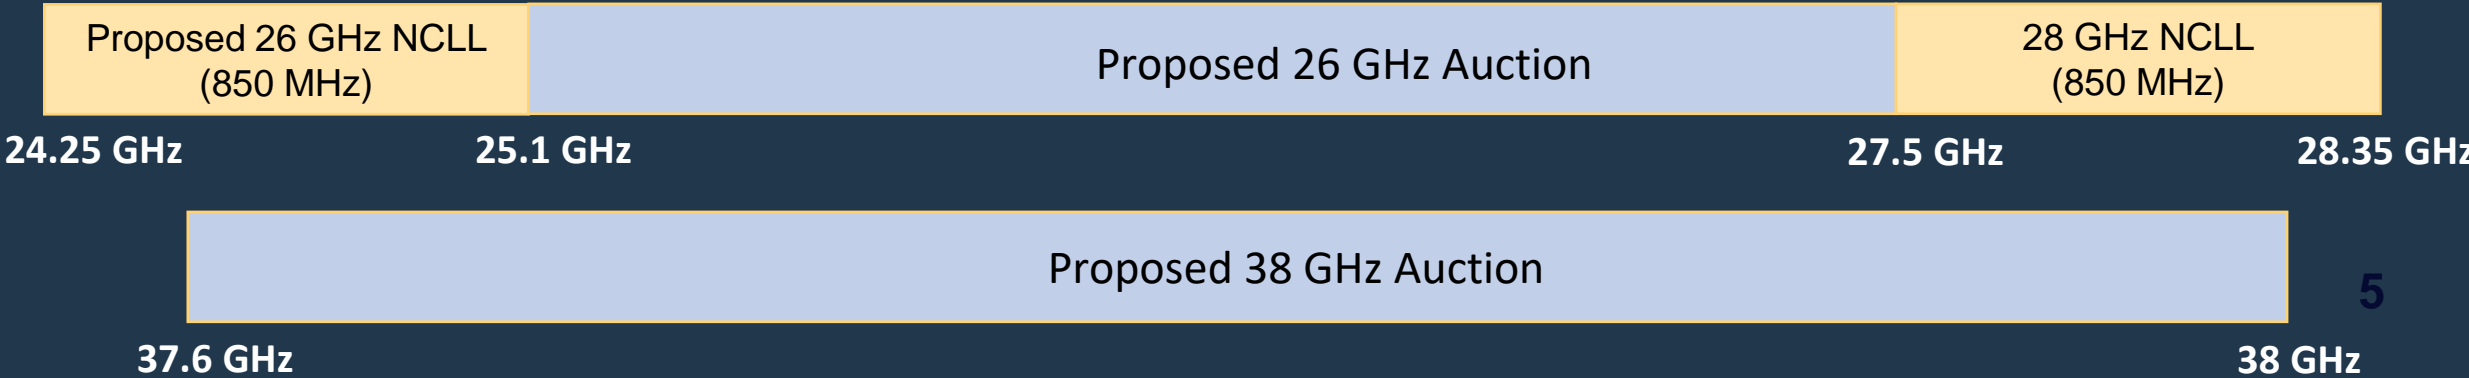 Proposed 26 GHz NCLL
(850 MHz)
Proposed 26 GHz Auction
28 GHz NCLL
(850 MHz)
24.25 GHz
25.1 GHz
27.5 GHz
28.35 GHz
Proposed 38 GHz Auction
5
37.6 GHz
38 GHz